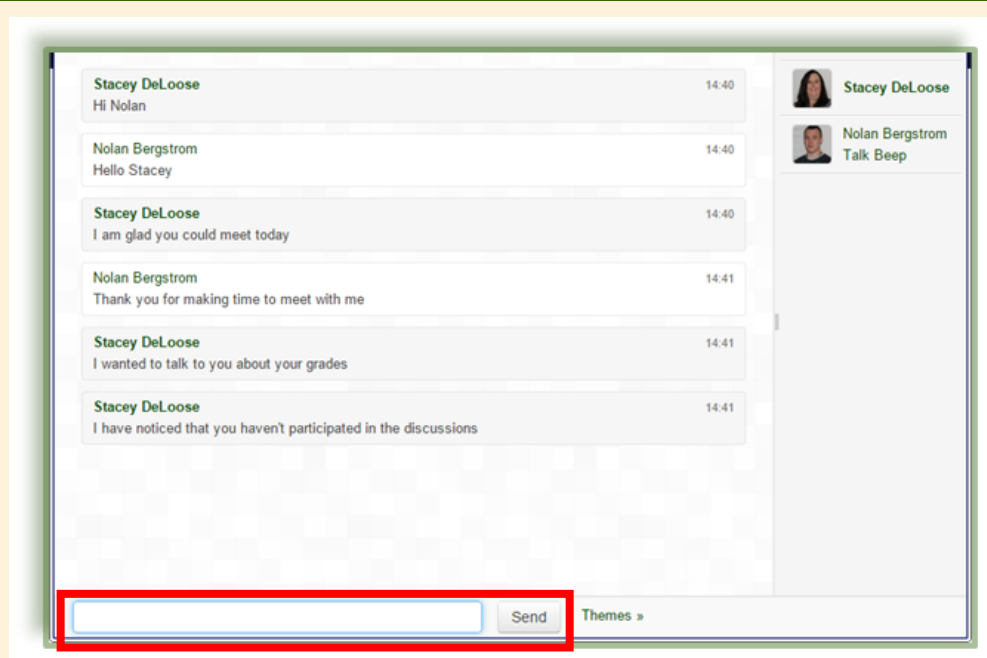 Stacey DeLoose 14:40
Hi Nolan
Nolan Bergstrom 14:40
Hello Stacey
Stacey DeLoose 14:40
I am glad you could meet today
Nolan Bergstrom 14:41
Thank you for making time to meet with me
Stacey DeLoose 14:41
I wanted to talk to you about your grades
Stacey DeLoose 14:41
I have noticed that you haven't participated in the discussions
Send Themes »
Stacey DeLoose
Nolan Bergstrom
Talk Beep